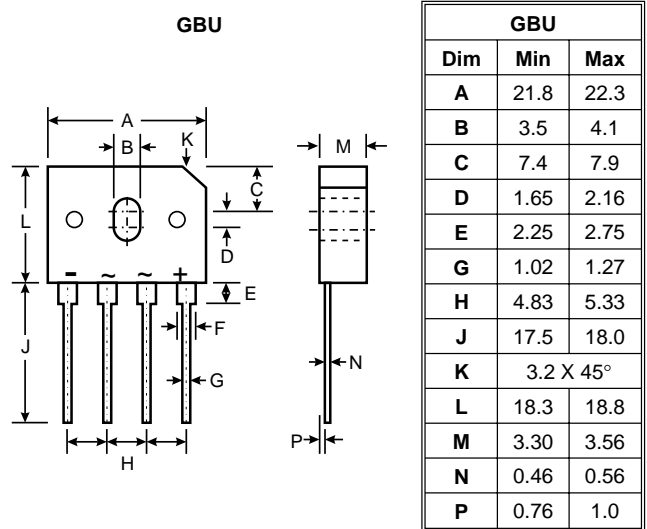 GBU
A
B
K
M
C
L
D
- ~ ~ +
E
F
J
G
N
H
P
GBU
Dim Min Max
A 21.8 22.3
B 3.5 4.1
C 7.4 7.9
D 1.65 2.16
E 2.25 2.75
G 1.02 1.27
H 4.83 5.33
J 17.5 18.0
K 3.2 X 45°
L 18.3 18.8
M 3.30 3.56
N 0.46 0.56
P 0.76 1.0